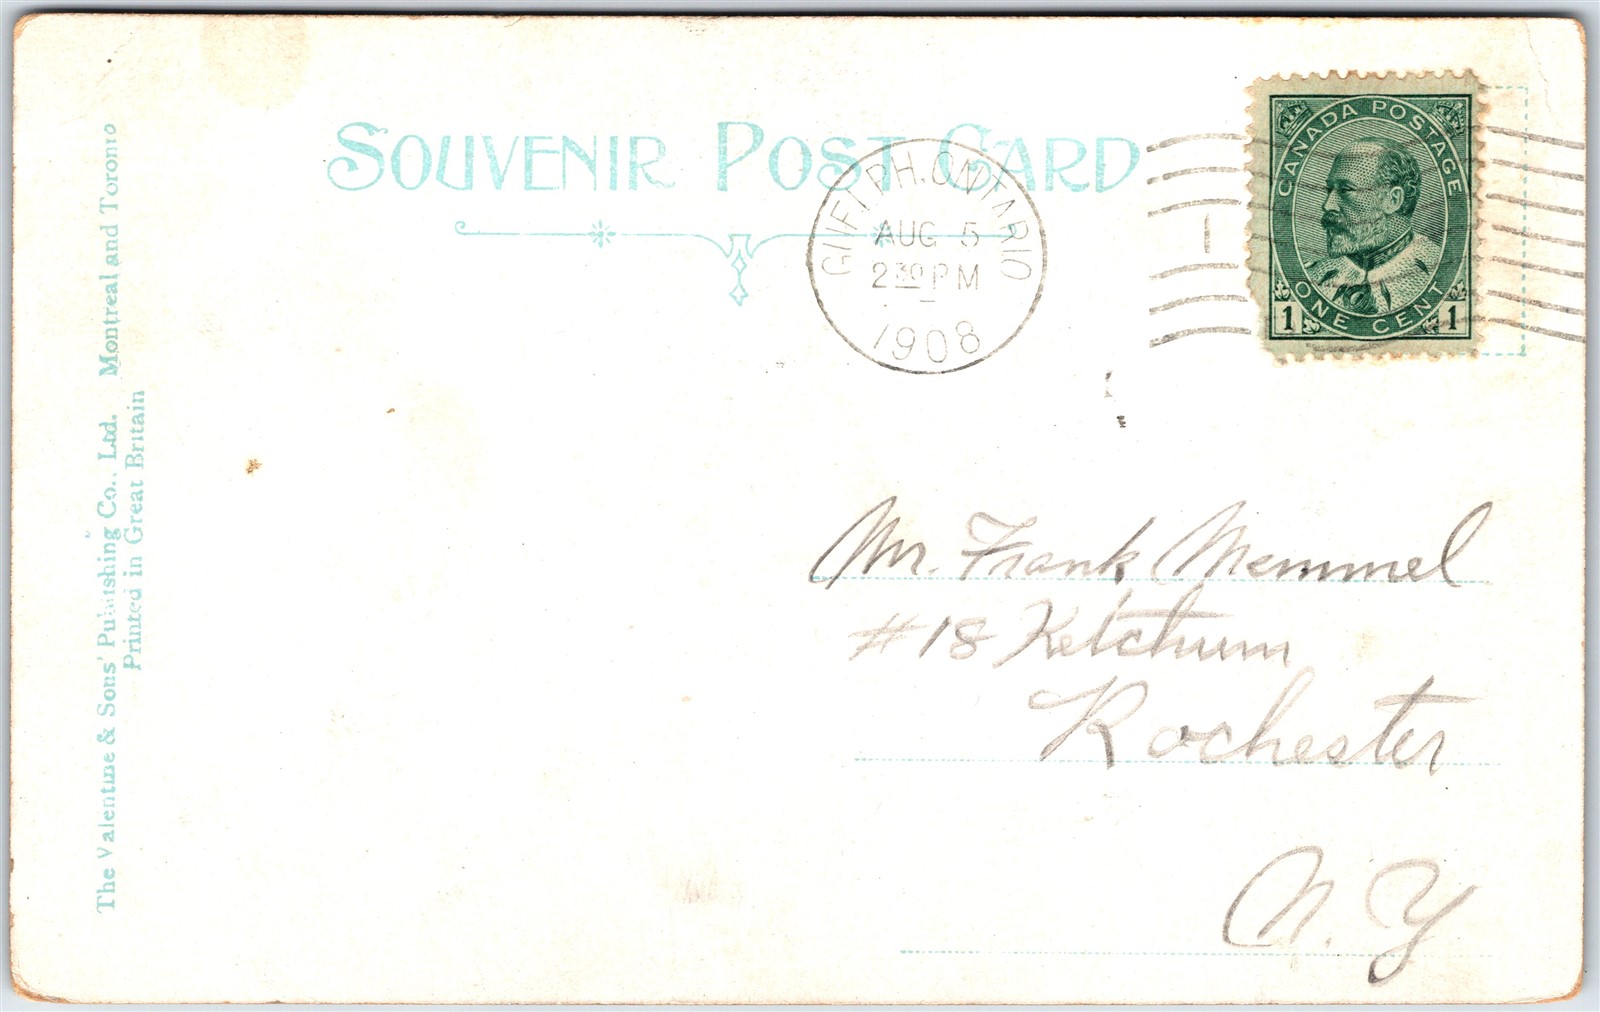 SOUVENIR POST CARD
GUELPH. ONTARIO
AUG 5
2 30 PM
1908
1
CANADA POSTAGE
1 ONE CENT 1
Mr. Frank Memmel
#18 Ketchum
Rochester
N.Y
The Valentine & Sons' Publishing Co., Ltd. Montreal and Toronto
Printed in Great Britain